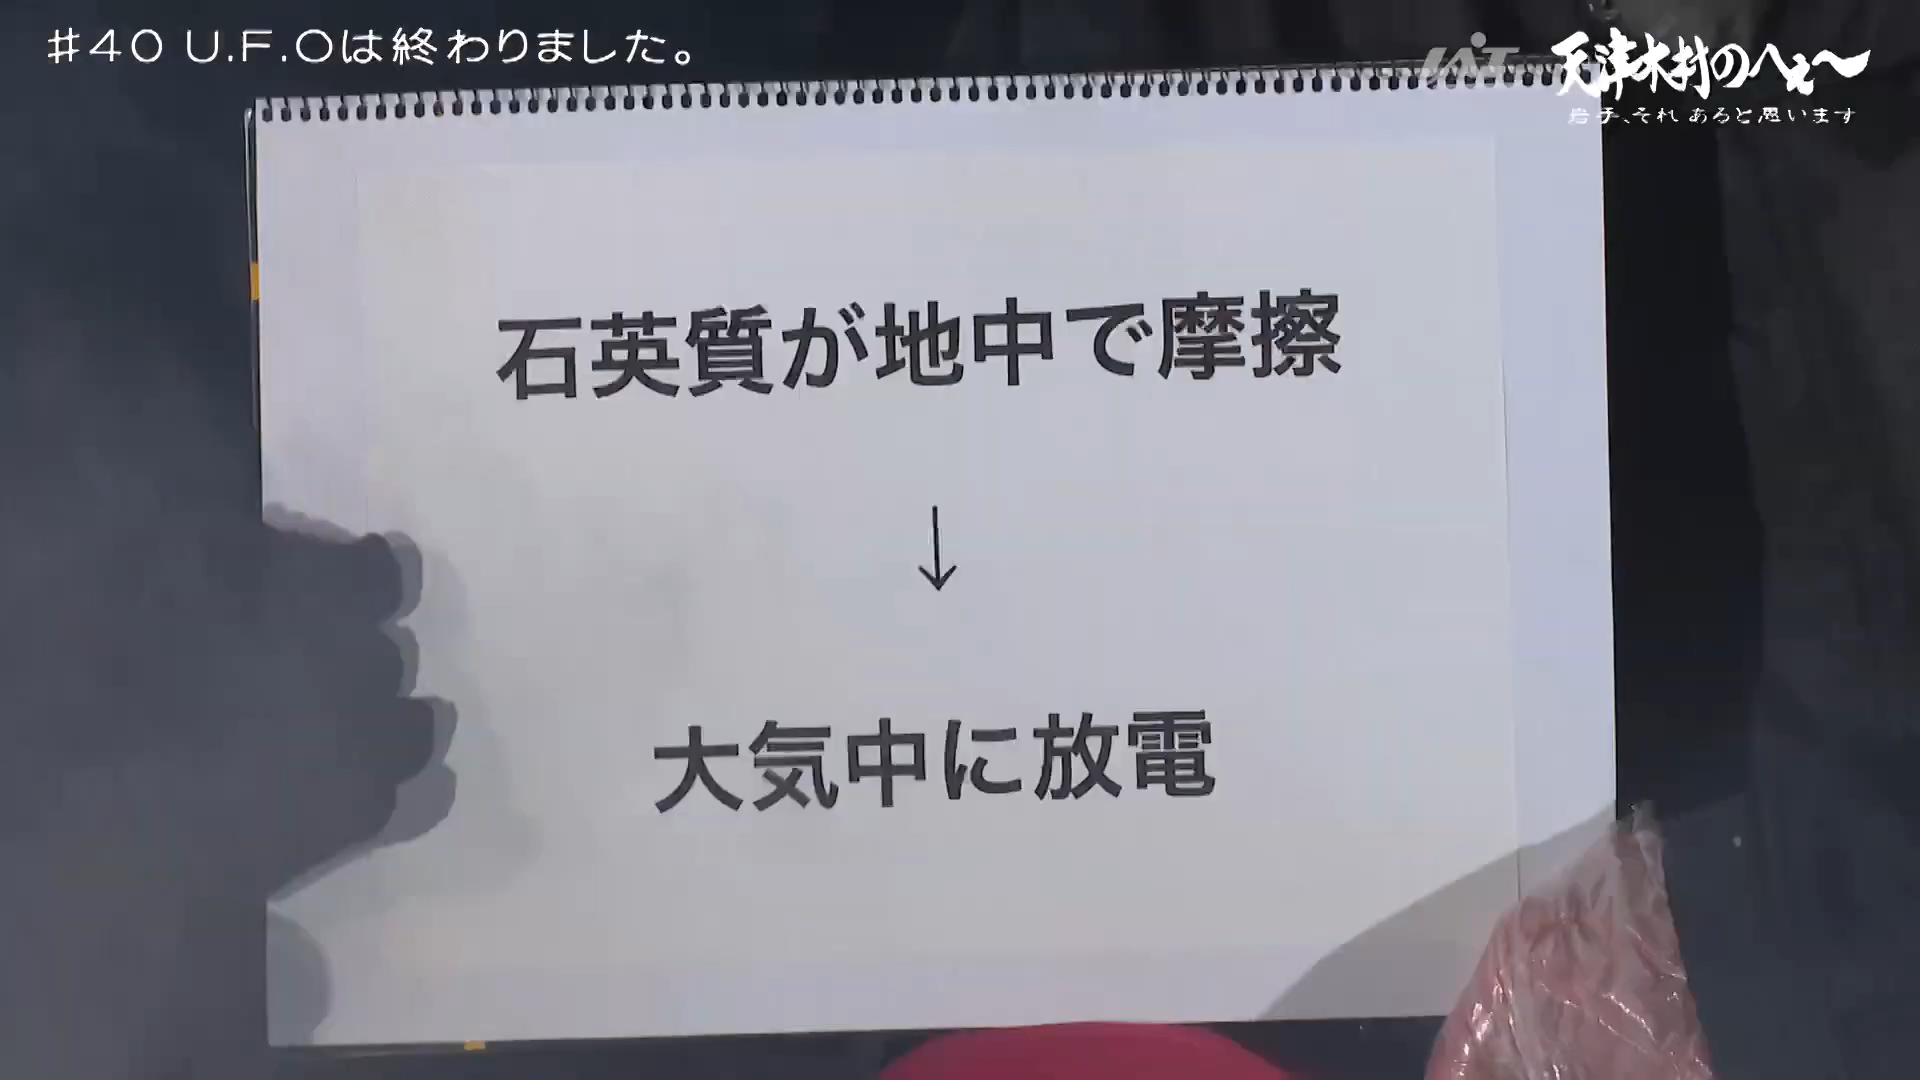 #40 U.F.Oは終わりました。
IAT
天津木村のへぇ〜
岩手、それ あると思います
石英質が地中で摩擦
↓
大気中に放電